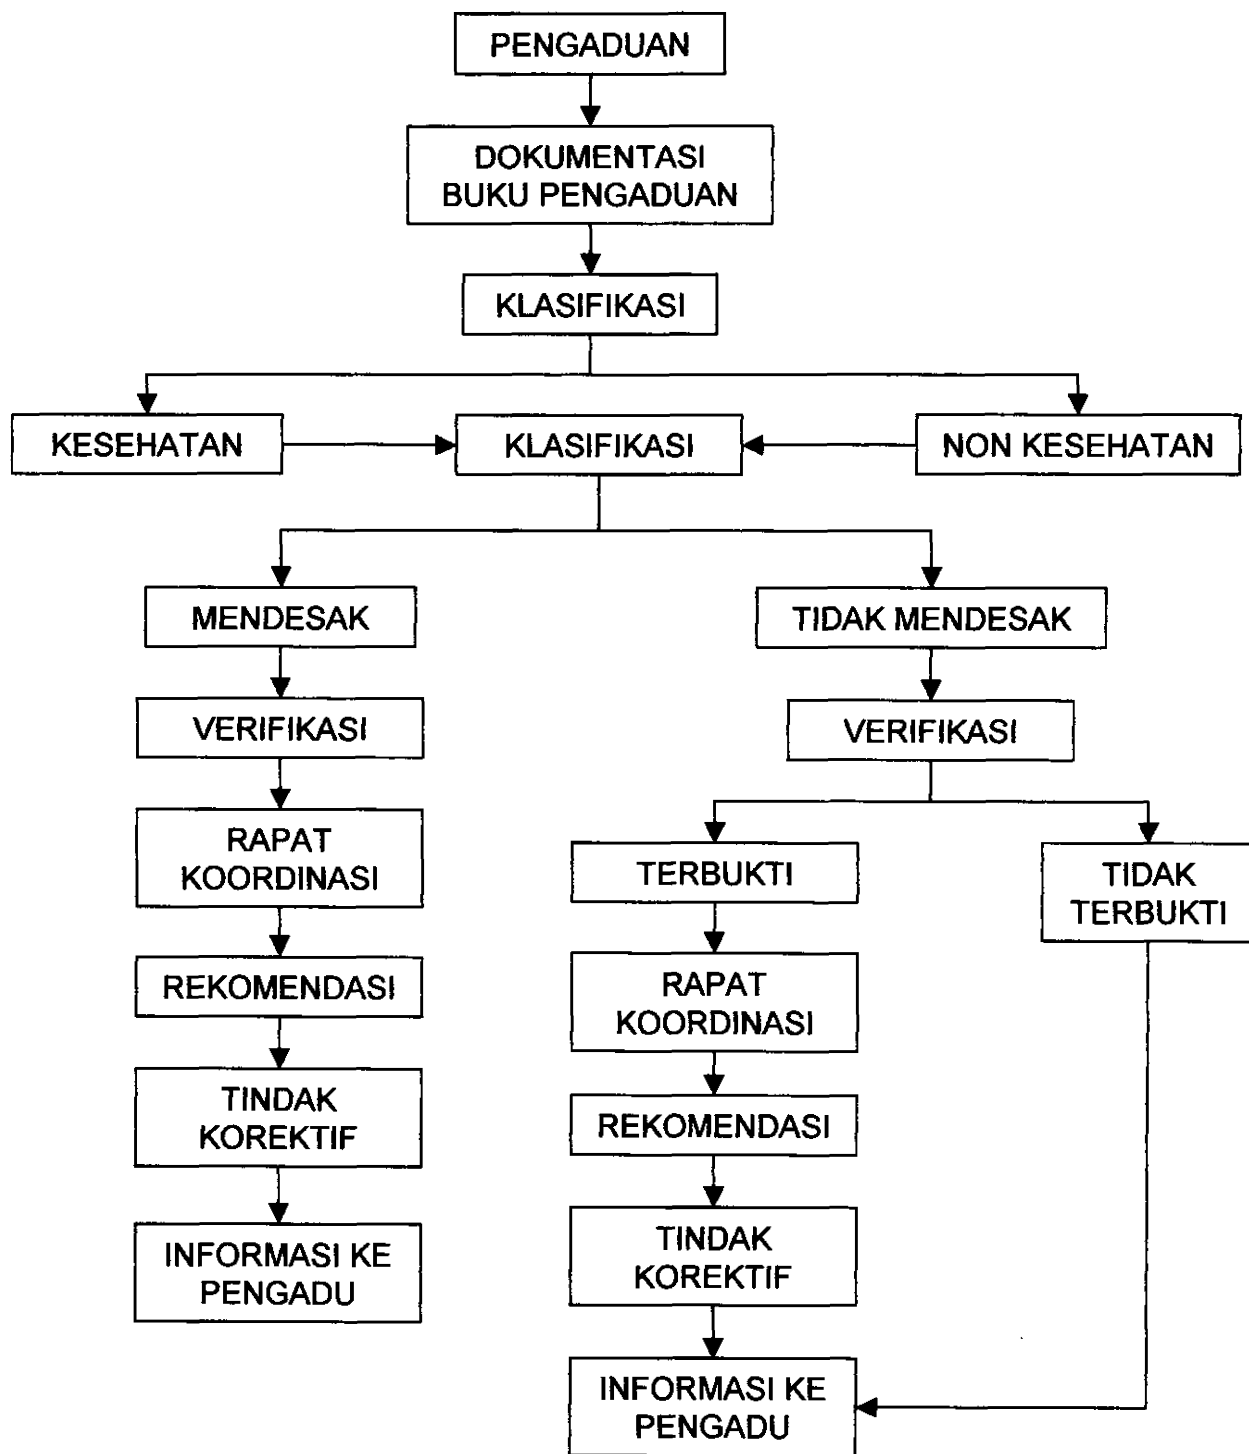 PENGADUAN
DOKUMENTASI
BUKU PENGADUAN
KLASIFIKASI
KESEHATAN
KLASIFIKASI
NON KESEHATAN
MENDESAK
TIDAK MENDESAK
VERIFIKASI
VERIFIKASI
RAPAT
KOORDINASI
TERBUKTI
TIDAK
TERBUKTI
REKOMENDASI
RAPAT
KOORDINASI
TINDAK
KOREKTIF
REKOMENDASI
INFORMASI KE
PENGADU
TINDAK
KOREKTIF
INFORMASI KE
PENGADU